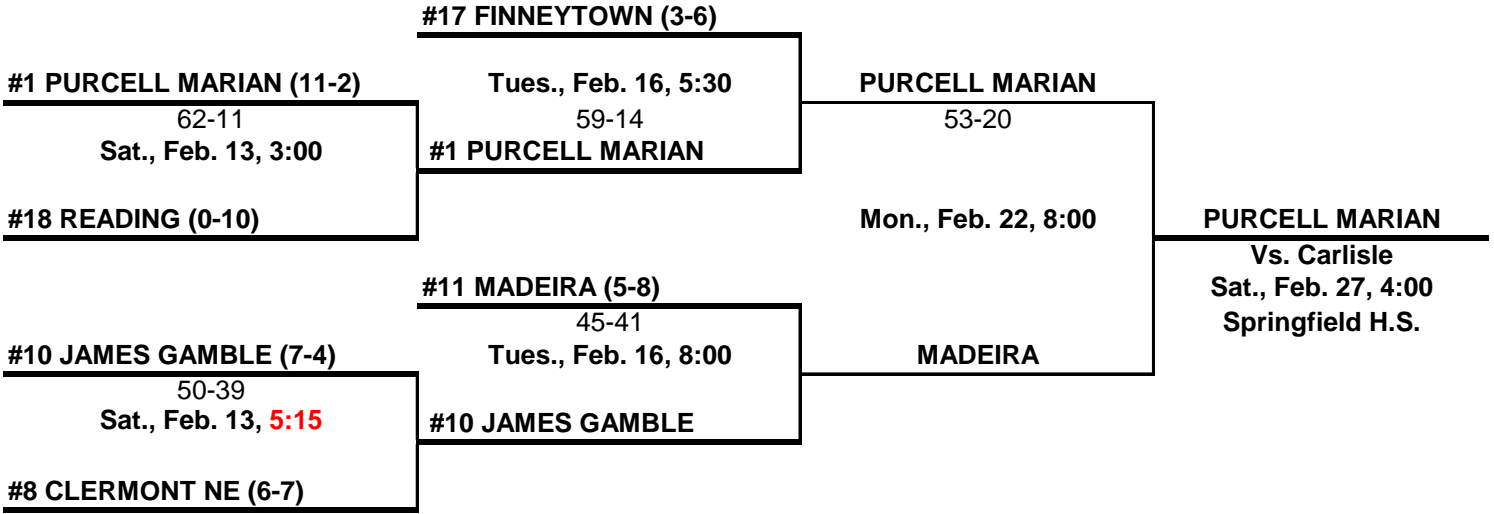 #17 FINNEYTOWN (3-6)
#1 PURCELL MARIAN (11-2)
Tues., Feb. 16, 5:30
PURCELL MARIAN
62-11
59-14
53-20
Sat., Feb. 13, 3:00
#1 PURCELL MARIAN
#18 READING (0-10)
Mon., Feb. 22, 8:00
PURCELL MARIAN
Vs. Carlisle
#11 MADEIRA (5-8)
Sat., Feb. 27, 4:00
45-41
Springfield H.S.
#10 JAMES GAMBLE (7-4)
Tues., Feb. 16, 8:00
MADEIRA
50-39
Sat., Feb. 13, 5:15
#10 JAMES GAMBLE
#8 CLERMONT NE (6-7)